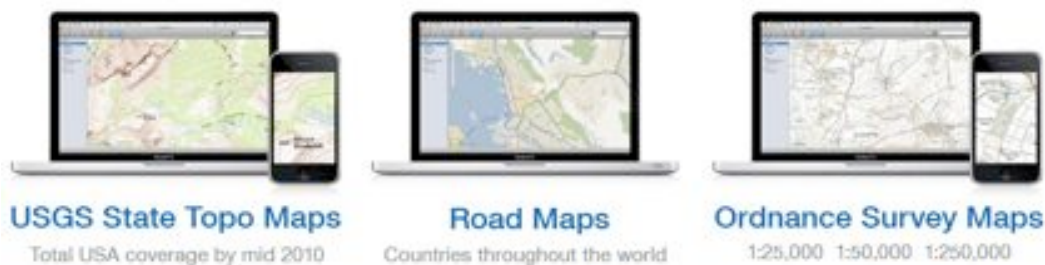 USGS State Topo Maps
Total USA coverage by mid 2010
Road Maps
Countries throughout the world
Ordnance Survey Maps
1:25,000 1:50,000 1:250,000